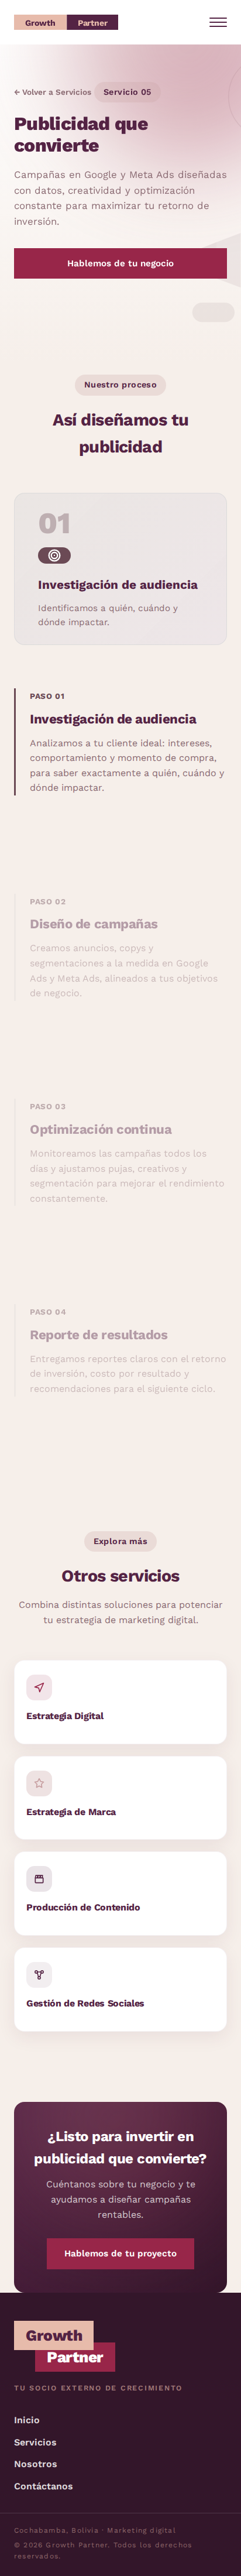 Growth Partner
← Volver a Servicios Servicio 05
Publicidad que
convierte
Campañas en Google y Meta Ads diseñadas
con datos, creatividad y optimización
constante para maximizar tu retorno de
inversión.
Hablemos de tu negocio
Nuestro proceso
Así diseñamos tu
publicidad
01
Investigación de audiencia
Identificamos a quién, cuándo y
dónde impactar.
PASO 01
Investigación de audiencia
Analizamos a tu cliente ideal: intereses,
comportamiento y momento de compra,
para saber exactamente a quién, cuándo y
dónde impactar.
PASO 02
Diseño de campañas
Creamos anuncios, copys y
segmentaciones a la medida en Google
Ads y Meta Ads, alineados a tus objetivos
de negocio.
PASO 03
Optimización continua
Monitoreamos las campañas todos los
días y ajustamos pujas, creativos y
segmentación para mejorar el rendimiento
constantemente.
PASO 04
Reporte de resultados
Entregamos reportes claros con el retorno
de inversión, costo por resultado y
recomendaciones para el siguiente ciclo.
Explora más
Otros servicios
Combina distintas soluciones para potenciar
tu estrategia de marketing digital.
Estrategia Digital
Estrategia de Marca
Producción de Contenido
Gestión de Redes Sociales
¿Listo para invertir en
publicidad que convierte?
Cuéntanos sobre tu negocio y te
ayudamos a diseñar campañas
rentables.
Hablemos de tu proyecto
Growth
Partner
TU SOCIO EXTERNO DE CRECIMIENTO
Inicio
Servicios
Nosotros
Contáctanos
Cochabamba, Bolivia · Marketing digital
© 2026 Growth Partner. Todos los derechos
reservados.